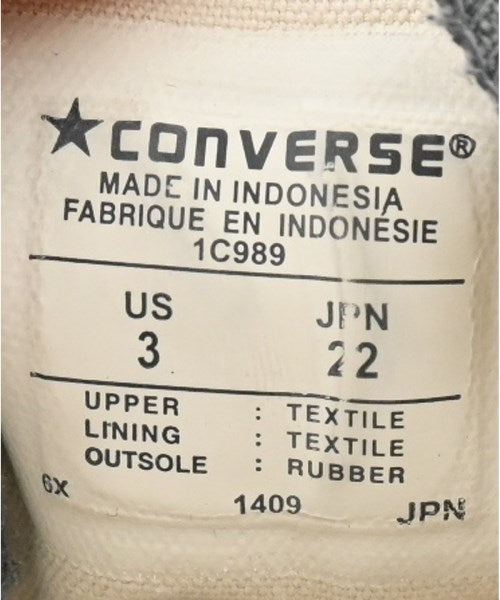 ★CONVERSE®
MADE IN INDONESIA
FABRIQUE EN INDONÉSIE
1C989
US JPN
3 22
UPPER : TEXTILE
LINING : TEXTILE
OUTSOLE : RUBBER
6X 1409 JPN